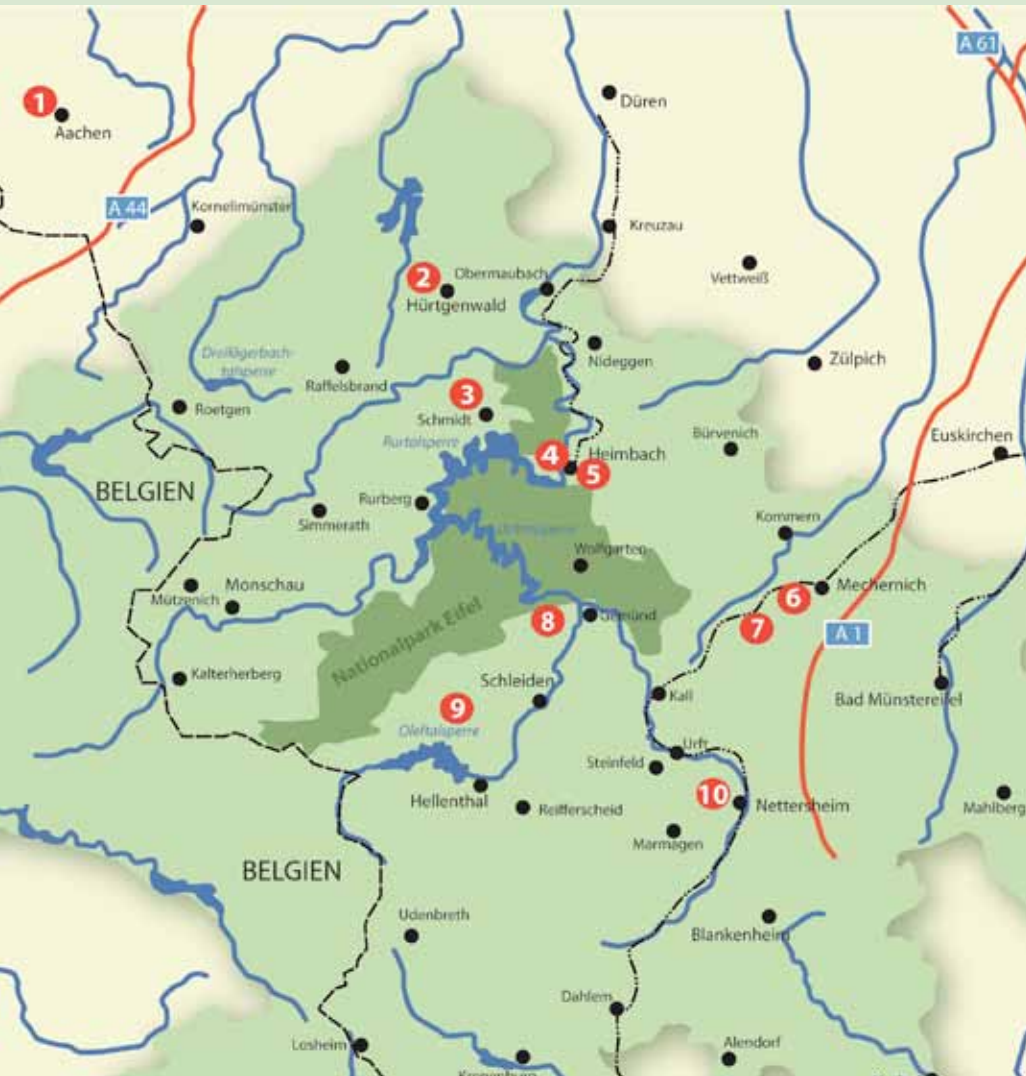 A 61
1
Aachen
Düren
A 44
Kornelimünster
Kreuzau
Vettweiß
2
Obermaubach
Hürtgenwald
Dreilägerbach-
talsperre
Nideggen
Zülpich
Raffelsbrand
3
Roetgen
Schmidt
Rurtalsperre
Bürvenich
Euskirchen
4
Heimbach
5
BELGIEN
Rurberg
Simmerath
Kommern
Wolfgarten
Mützenich
Monschau
6
Mechernich
8
Gemünd
7
A 1
Nationalpark Eifel
Kalterherberg
Schleiden
Kall
Bad Münstereifel
9
Oleftalsperre
Urft
Steinfeld
Hellenthal
Reifferscheid
10
Nettersheim
Mahlberg
Marmagen
BELGIEN
Udenbreth
Blankenheim
Dahlem
Losheim
Alendorf